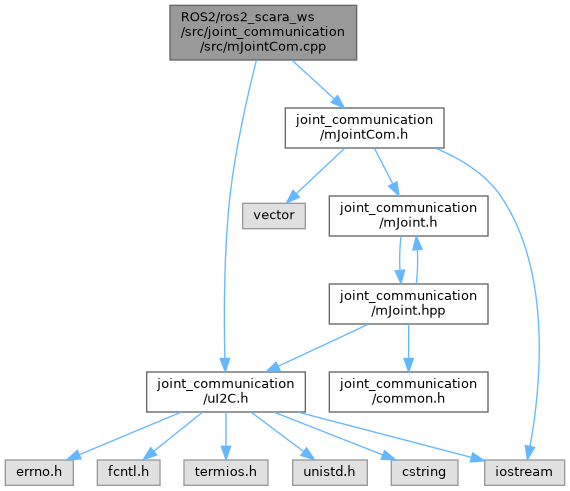 ROS2/ros2_scara_ws
/src/joint_communication
/src/mJointCom.cpp
joint_communication
/mJointCom.h
vector
joint_communication
/mJoint.h
joint_communication
/mJoint.hpp
joint_communication
/uI2C.h
joint_communication
/common.h
errno.h
fcntl.h
termios.h
unistd.h
cstring
iostream